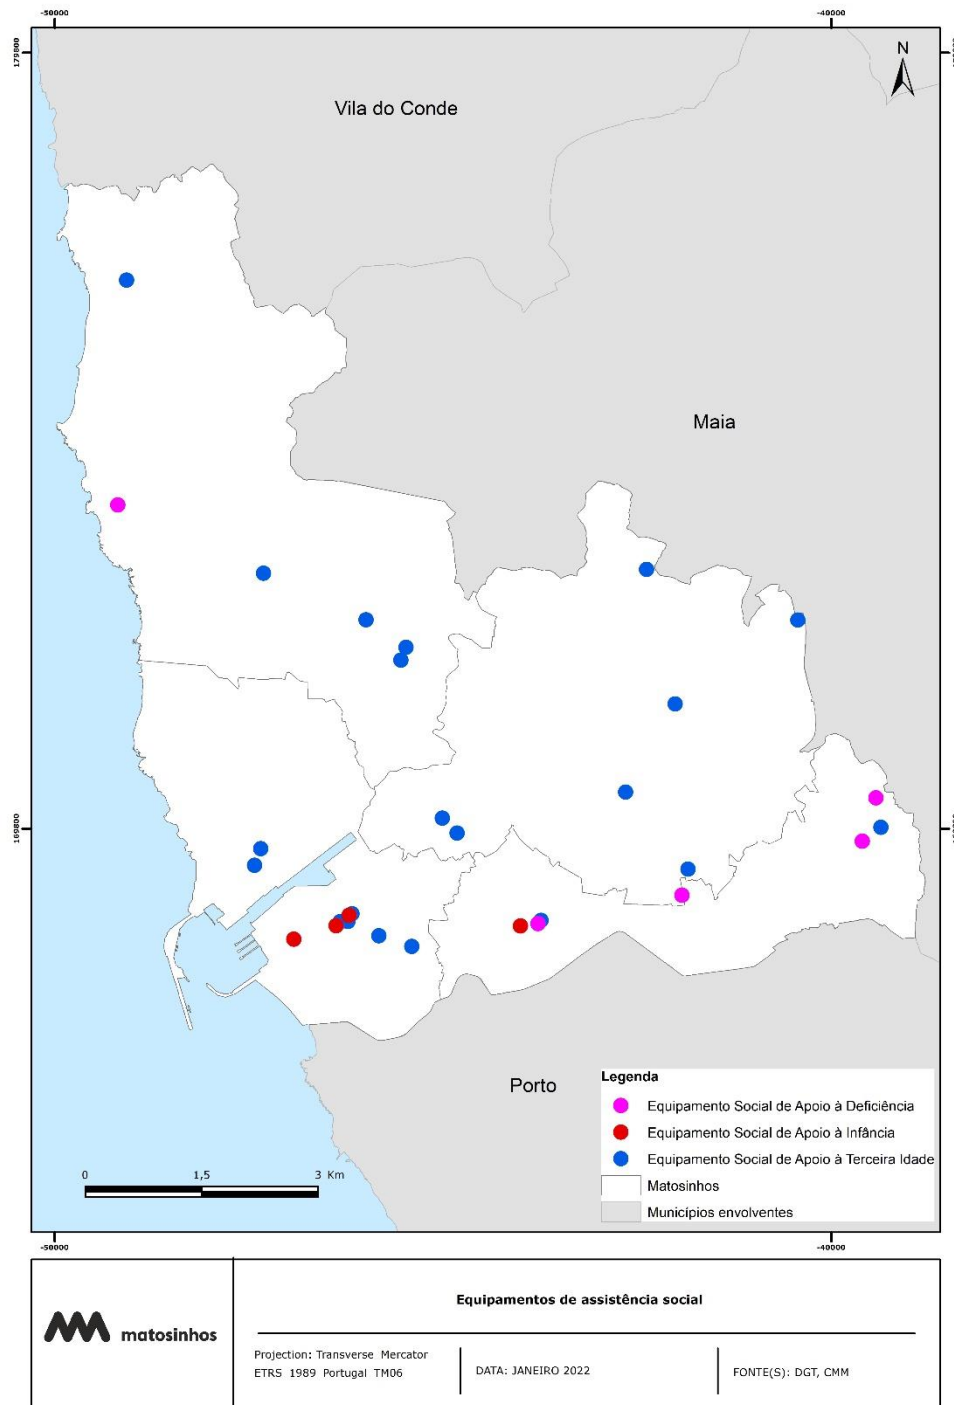 -50000
-40000
179800
N
Vila do Conde
Maia
169800
Porto
Legenda
Equipamento Social de Apoio à Deficiência
Equipamento Social de Apoio à Infância
Equipamento Social de Apoio à Terceira Idade
Matosinhos
Municípios envolventes
0 1,5 3 Km
-50000
-40000
matosinhos
Equipamentos de assistência social
Projection: Transverse Mercator
ETRS 1989 Portugal TM06
DATA: JANEIRO 2022
FONTE(S): DGT, CMM